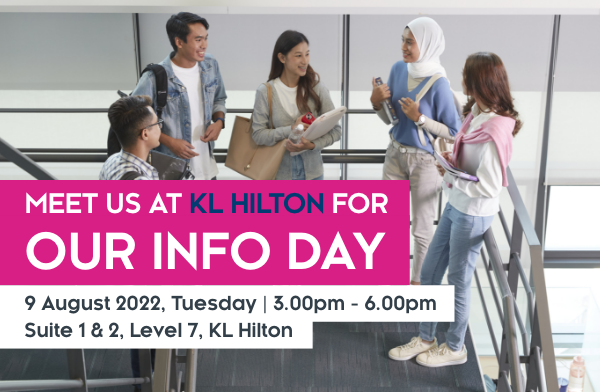 MEET US AT KL HILTON FOR
OUR INFO DAY
9 August 2022, Tuesday | 3.00pm - 6.00pm
Suite 1 & 2, Level 7, KL Hilton